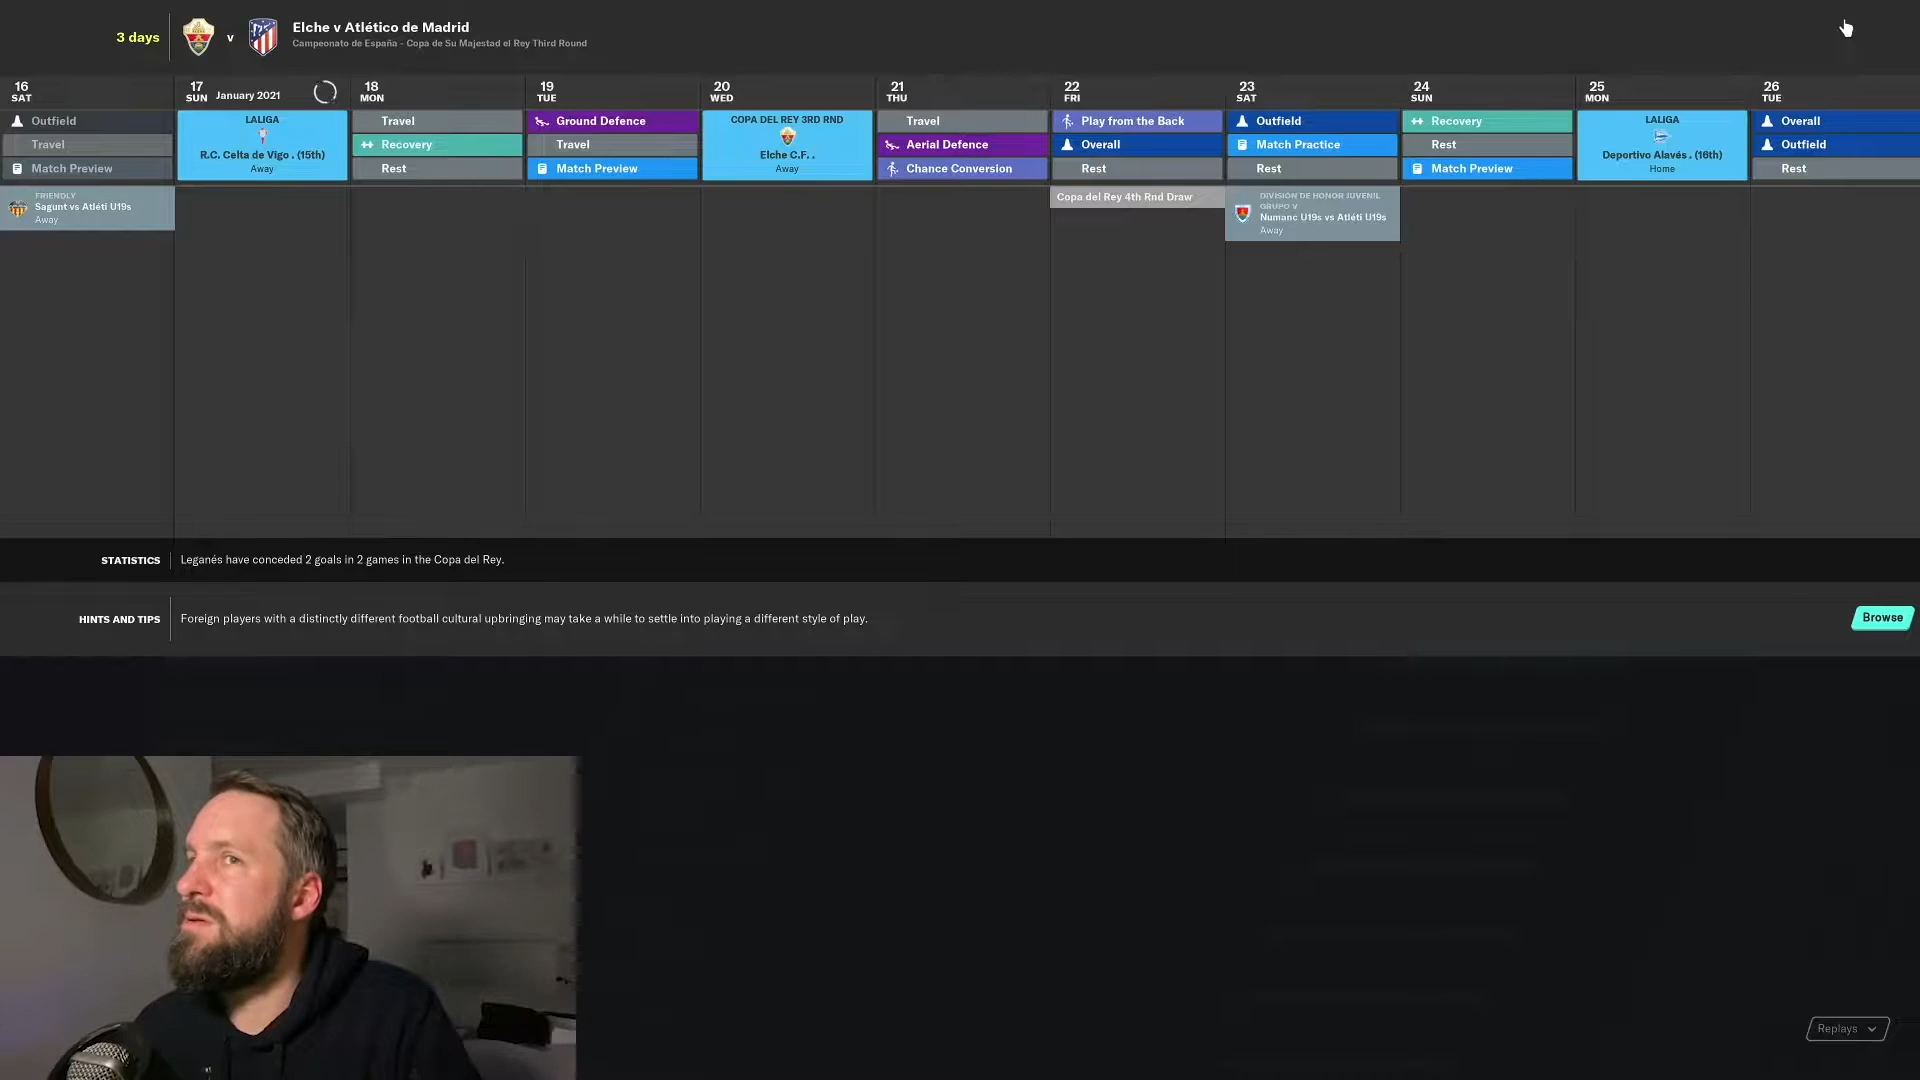 3 days
v
Elche v Atlético de Madrid
Campeonato de España - Copa de Su Majestad el Rey Third Round
16
SAT
Outfield
Travel
Match Preview
FRIENDLY
Sagunt vs Atléti U19s
Away
17
SUN January 2021
LALIGA
R.C. Celta de Vigo . (15th)
Away
18
MON
Travel
Recovery
Rest
19
TUE
Ground Defence
Travel
Match Preview
20
WED
COPA DEL REY 3RD RND
Elche C.F. .
Away
21
THU
Travel
Aerial Defence
Chance Conversion
22
FRI
Play from the Back
Overall
Rest
Copa del Rey 4th Rnd Draw
23
SAT
Outfield
Match Practice
Rest
DIVISIÓN DE HONOR JUVENIL
GRUPO V
Numanc U19s vs Atléti U19s
Away
24
SUN
Recovery
Rest
Match Preview
25
MON
LALIGA
Deportivo Alavés . (16th)
Home
26
TUE
Overall
Outfield
Rest
STATISTICS
Leganés have conceded 2 goals in 2 games in the Copa del Rey.
HINTS AND TIPS
Foreign players with a distinctly different football cultural upbringing may take a while to settle into playing a different style of play.
Browse
Replays